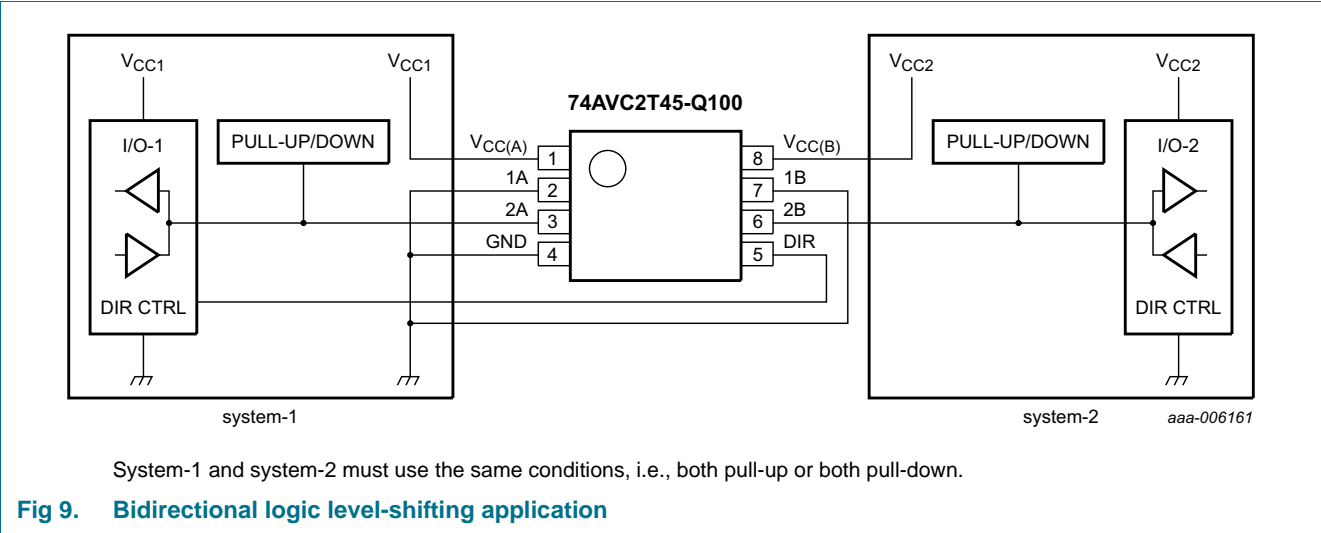 VCC1
VCC1
VCC2
VCC2
74AVC2T45-Q100
I/O-1
PULL-UP/DOWN
VCC(A)
1
8
VCC(B)
PULL-UP/DOWN
I/O-2
1A
2
7
1B
2A
3
6
2B
GND
4
5
DIR
DIR CTRL
DIR CTRL
system-1
system-2
aaa-006161
System-1 and system-2 must use the same conditions, i.e., both pull-up or both pull-down.
Fig 9. Bidirectional logic level-shifting application